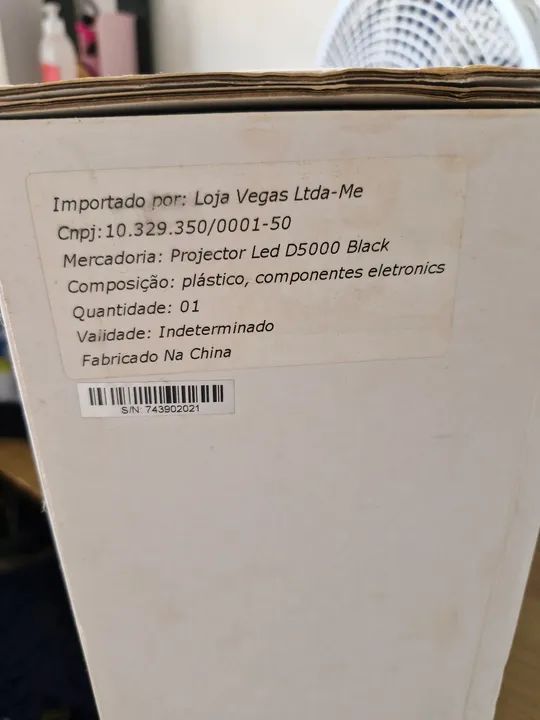 Importado por: Loja Vegas Ltda-Me
Cnpj:10.329.350/0001-50
Mercadoria: Projector Led D5000 Black
Composição: plástico, componentes eletronics
Quantidade: 01
Validade: Indeterminado
Fabricado Na China
S/N: 743902021